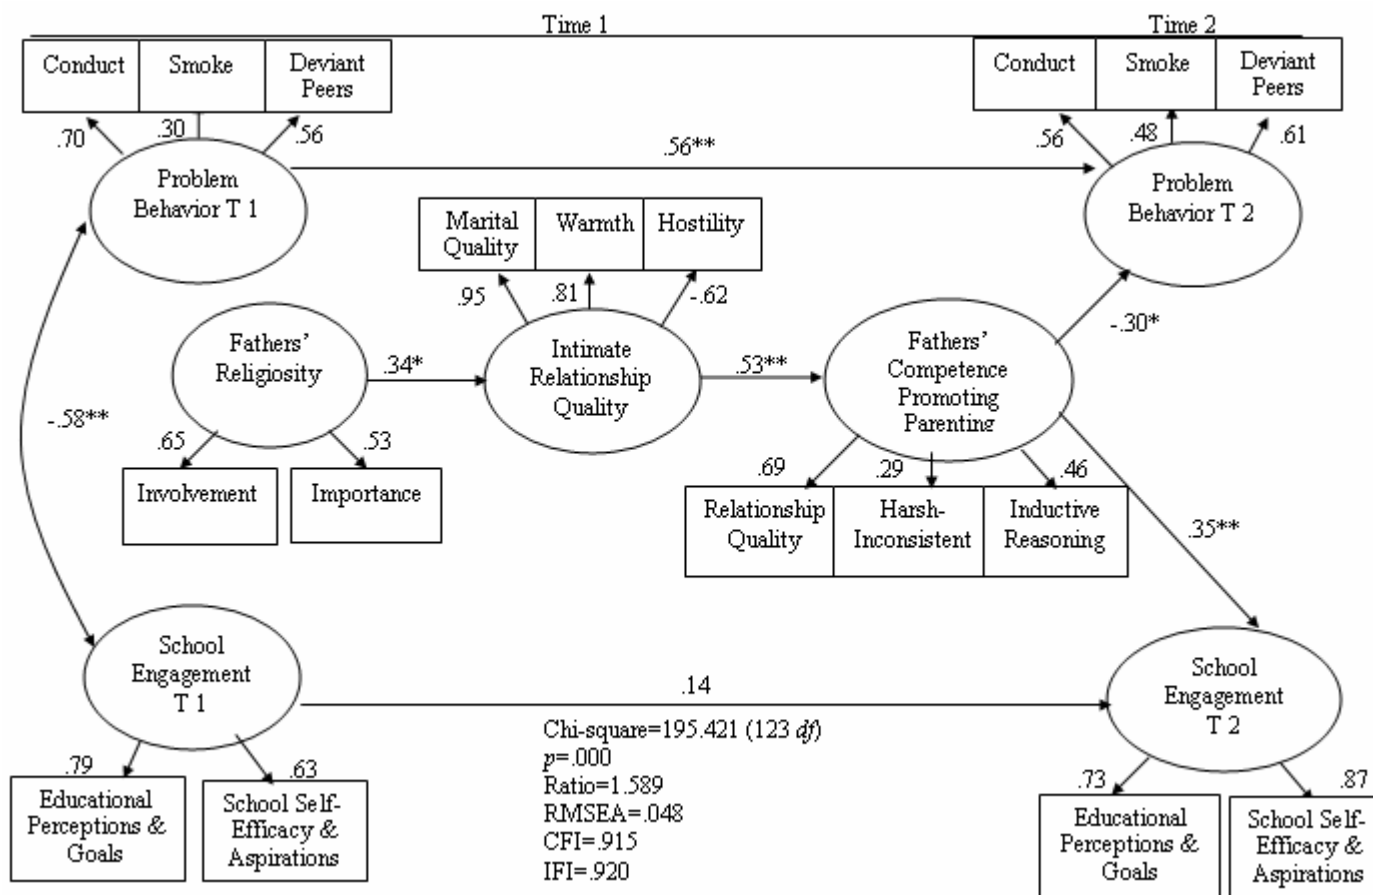 Time 1
Time 2
Conduct
Smoke
Deviant
Peers
Conduct
Smoke
Deviant
Peers
.70
.30
.56
.56
.48
.61
.56**
Problem
Behavior T 1
Problem
Behavior T 2
Marital
Quality
Warmth
Hostility
.95
.81
-.62
-.30*
Fathers'
Religiosity
.34*
Intimate
Relationship
Quality
.53**
Fathers'
Competence
Promoting
Parenting
-.58**
.65
.53
Involvement
Importance
.69
.29
.46
Relationship
Quality
Harsh-
Inconsistent
Inductive
Reasoning
.35**
School
Engagement
T 1
School
Engagement
T 2
.14
Chi-square=195.421 (123 df)
p=.000
Ratio=1.589
RMSEA=.048
CFI=.915
IFI=.920
.79
.63
Educational
Perceptions &
Goals
School Self-
Efficacy &
Aspirations
.73
.87
Educational
Perceptions &
Goals
School Self-
Efficacy &
Aspirations